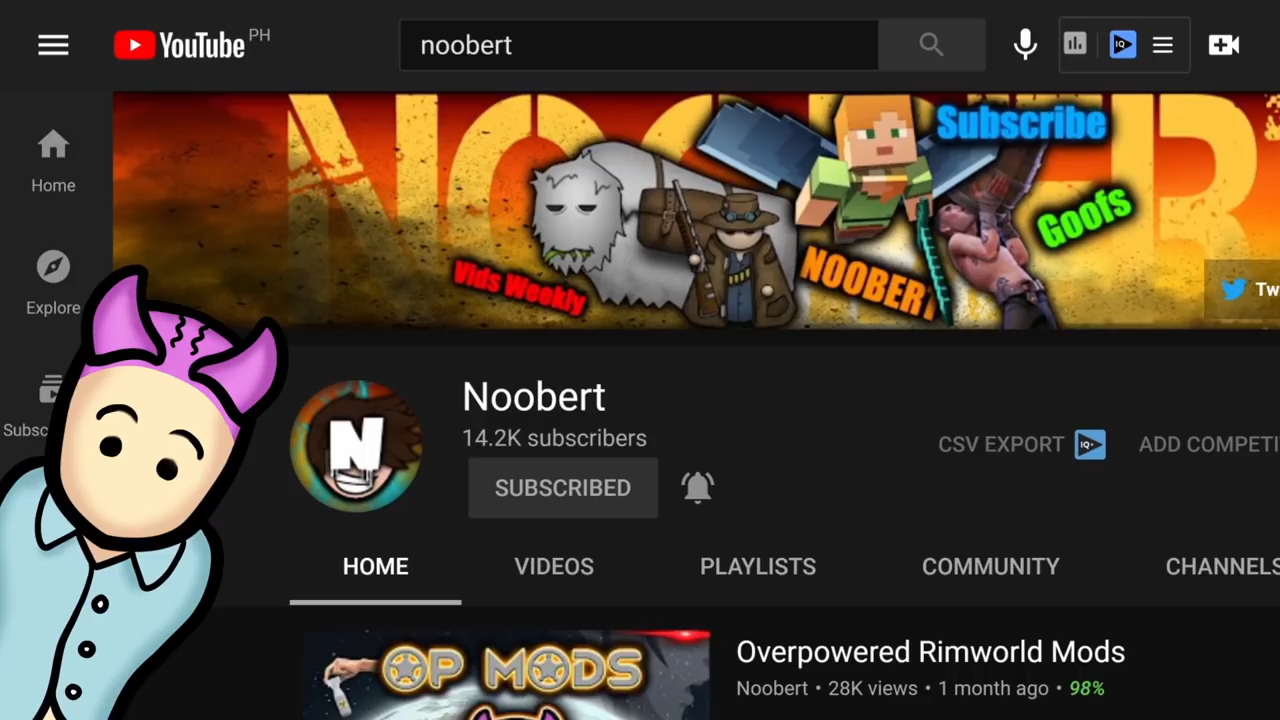 YouTube PH
noobert
IQ
Home
Subscribe
Goofs
Vids Weekly
NOOBERT
Tw
Explore
Subsc
Noobert
14.2K subscribers
N
CSV EXPORT IQ+ ADD COMPETI
SUBSCRIBED
HOME VIDEOS PLAYLISTS COMMUNITY CHANNELS
OP MODS
Overpowered Rimworld Mods
Noobert • 28K views • 1 month ago • 98%